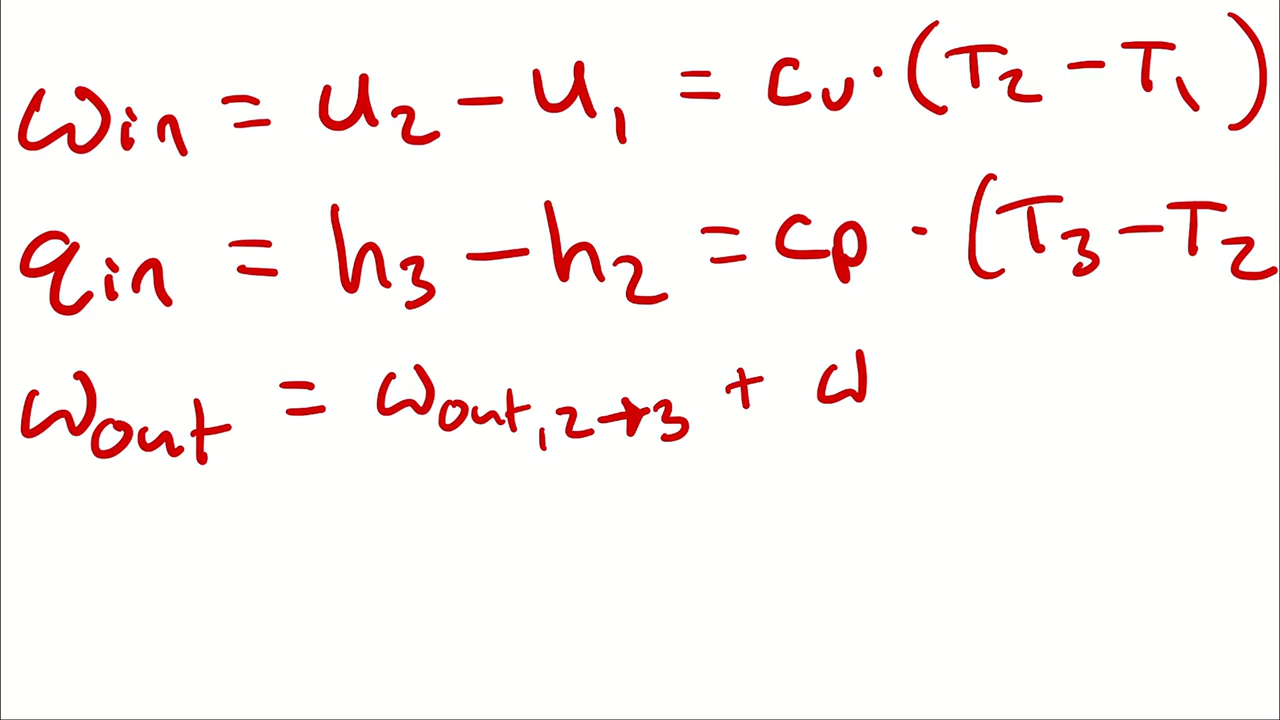 win = u2 - u1 = cv · (T2 - T1)
qin = h3 - h2 = cp · (T3 - T2
wout = wout,2→3 + w